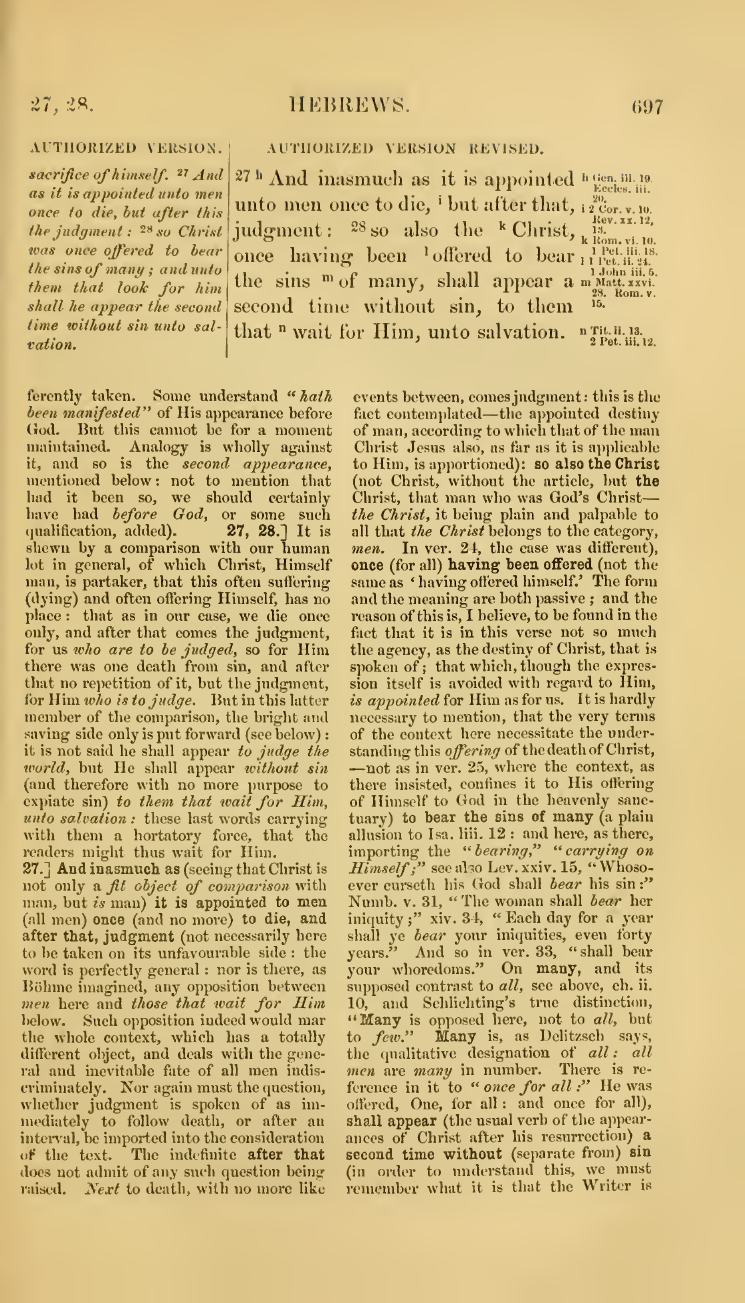 27, 28.
HEBREWS.
697
AUTHORIZED VERSION.
sacrifice of himself. 27 And
as it is appointed unto men
once to die, but after this
the judgment : 28 so Christ
was once offered to bear
the sins of many ; and unto
them that look for him
shall he appear the second
time without sin unto sal-
vation.
AUTHORIZED VERSION REVISED.
27 h And inasmuch as it is appointed
unto men once to die, i but after that,
judgment : 28 so also the k Christ,
once having been l offered to bear
the sins m of many, shall appear a
second time without sin, to them
that n wait for Him, unto salvation.
h Gen. iii. 19.
Eccles. iii.
20.
i 2 Cor. v. 10.
Rev. xx. 12,
13.
k Rom. vi. 10.
1 Pet. iii. 18.
l 1 Pet. ii. 24.
1 John iii. 5.
m Matt. xxvi.
28. Rom. v.
15.
n Tit. ii. 13.
2 Pet. iii. 12.
ferently taken. Some understand “hath
been manifested” of His appearance before
God. But this cannot be for a moment
maintained. Analogy is wholly against
it, and so is the second appearance,
mentioned below : not to mention that
had it been so, we should certainly
have had before God, or some such
qualification, added). 27, 28.] It is
shewn by a comparison with our human
lot in general, of which Christ, Himself
man, is partaker, that this often suffering
(dying) and often offering Himself, has no
place : that as in our case, we die once
only, and after that comes the judgment,
for us who are to be judged, so for Him
there was one death from sin, and after
that no repetition of it, but the judgment,
for Him who is to judge. But in this latter
member of the comparison, the bright and
saving side only is put forward (see below) :
it is not said he shall appear to judge the
world, but He shall appear without sin
(and therefore with no more purpose to
expiate sin) to them that wait for Him,
unto salvation : these last words carrying
with them a hortatory force, that the
readers might thus wait for Him.
27.] And inasmuch as (seeing that Christ is
not only a fit object of comparison with
man, but is man) it is appointed to men
(all men) once (and no more) to die, and
after that, judgment (not necessarily here
to be taken on its unfavourable side : the
word is perfectly general : nor is there, as
Böhme imagined, any opposition between
men here and those that wait for Him
below. Such opposition indeed would mar
the whole context, which has a totally
different object, and deals with the gene-
ral and inevitable fate of all men indis-
criminately. Nor again must the question,
whether judgment is spoken of as im-
mediately to follow death, or after an
interval, be imported into the consideration
of the text. The indefinite after that
does not admit of any such question being
raised. Next to death, with no more like
events between, comes judgment : this is the
fact contemplated—the appointed destiny
of man, according to which that of the man
Christ Jesus also, as far as it is applicable
to Him, is apportioned) : so also the Christ
(not Christ, without the article, but the
Christ, that man who was God's Christ—
the Christ, it being plain and palpable to
all that the Christ belongs to the category,
men. In ver. 24, the case was different),
once (for all) having been offered (not the
same as ‘having offered himself.’ The form
and the meaning are both passive ; and the
reason of this is, I believe, to be found in the
fact that it is in this verse not so much
the agency, as the destiny of Christ, that is
spoken of ; that which, though the expres-
sion itself is avoided with regard to Him,
is appointed for Him as for us. It is hardly
necessary to mention, that the very terms
of the context here necessitate the under-
standing this offering of the death of Christ,
—not as in ver. 25, where the context, as
there insisted, confines it to His offering
of Himself to God in the heavenly sanc-
tuary) to bear the sins of many (a plain
allusion to Isa. liii. 12 : and here, as there,
importing the “bearing,” “carrying on
Himself ;” see also Lev. xxiv. 15, “Whoso-
ever curseth his God shall bear his sin :”
Numb. v. 31, “The woman shall bear her
iniquity ;” xiv. 34, “Each day for a year
shall ye bear your iniquities, even forty
years.” And so in ver. 33, “shall bear
your whoredoms.” On many, and its
supposed contrast to all, see above, ch. ii.
10, and Schlichting's true distinction,
“Many is opposed here, not to all, but
to few.” Many is, as Delitzsch says,
the qualitative designation of all : all
men are many in number. There is re-
ference in it to “once for all :” He was
offered, One, for all : and once for all),
shall appear (the usual verb of the appear-
ances of Christ after his resurrection) a
second time without (separate from) sin
(in order to understand this, we must
remember what it is that the Writer is